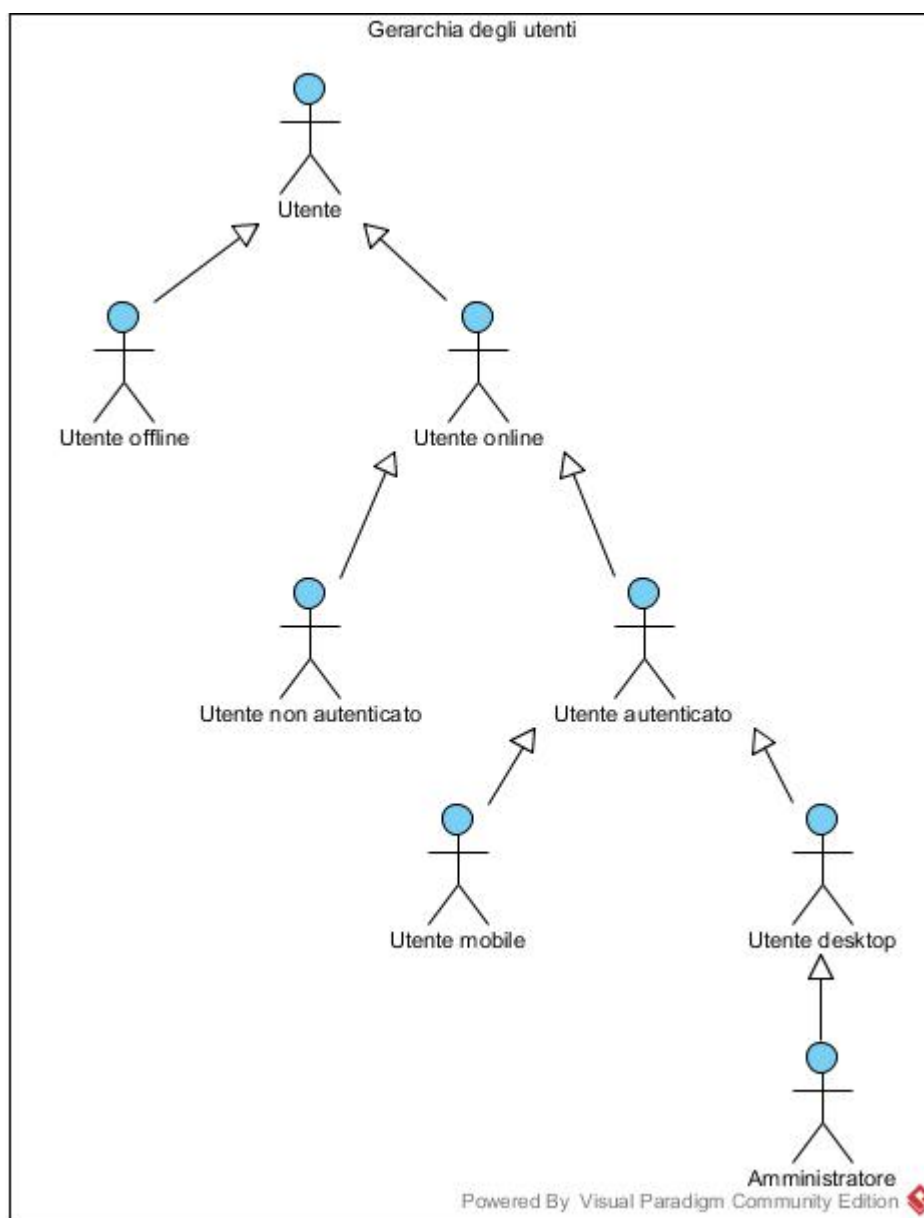 Gerarchia degli utenti
Utente
Utente offline
Utente online
Utente non autenticato
Utente autenticato
Utente mobile
Utente desktop
Amministratore
Powered By Visual Paradigm Community Edition